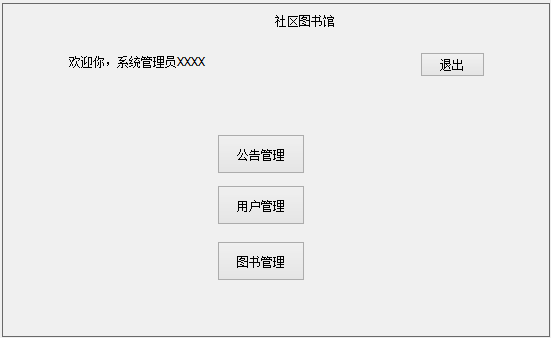 社区图书馆
欢迎你，系统管理员XXXX
退出
公告管理
用户管理
图书管理